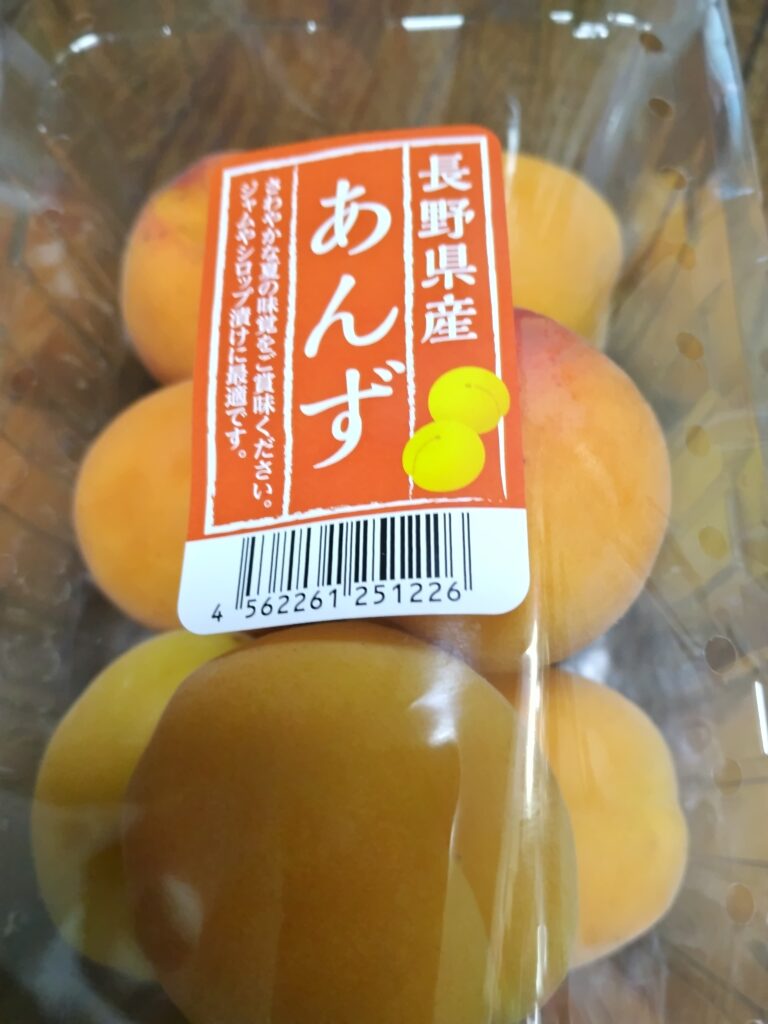 長野県産
あんず
さわやかな夏の味覚をご賞味ください。
ジャムやシロップ漬けに最適です。
4 562261 251226